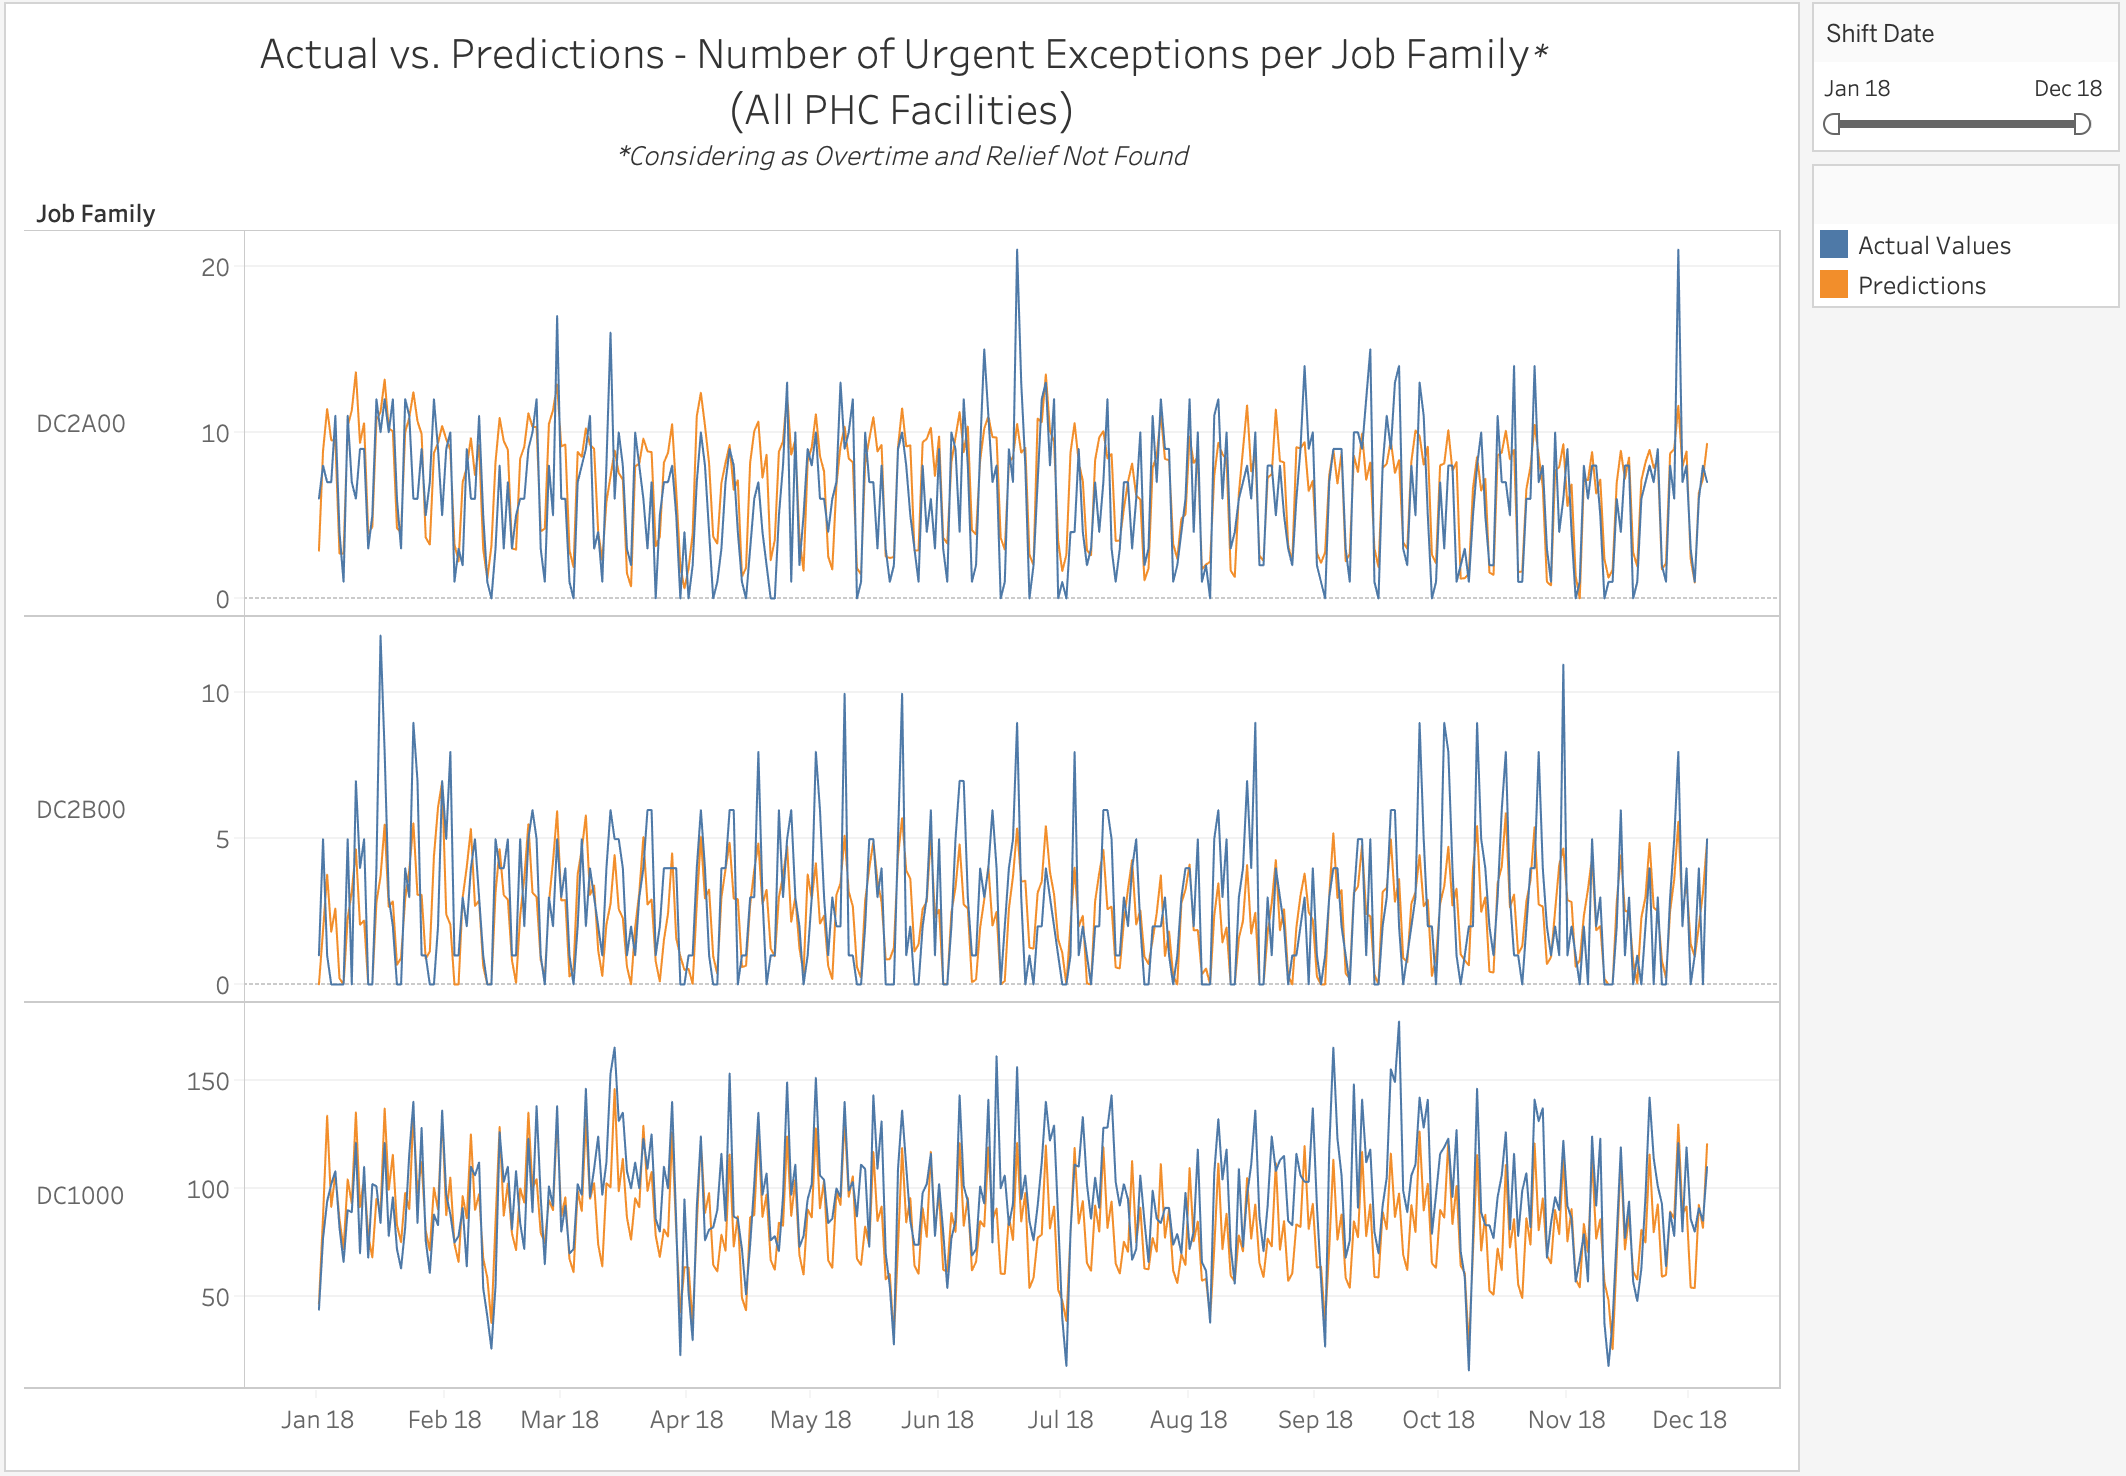 Actual vs. Predictions - Number of Urgent Exceptions per Job Family*
(All PHC Facilities)
*Considering as Overtime and Relief Not Found
Job Family
DC2A00
20
10
0
DC2B00
10
5
0
DC1000
150
100
50
Jan 18 Feb 18 Mar 18 Apr 18 May 18 Jun 18 Jul 18 Aug 18 Sep 18 Oct 18 Nov 18 Dec 18
Shift Date
Jan 18 Dec 18
Actual Values
Predictions